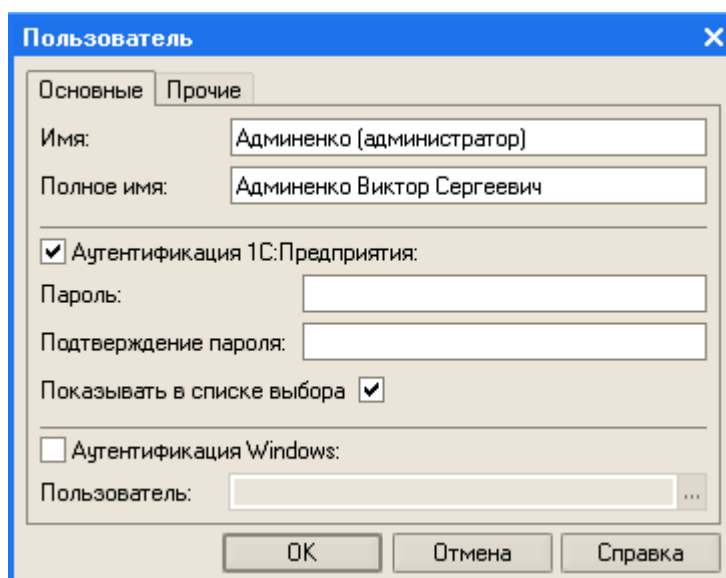 Пользователь
Основные Прочие
Имя: Админенко (администратор)
Полное имя: Админенко Виктор Сергеевич
Аутентификация 1С:Предприятия:
Пароль:
Подтверждение пароля:
Показывать в списке выбора
Аутентификация Windows:
Пользователь: ...
OK Отмена Справка